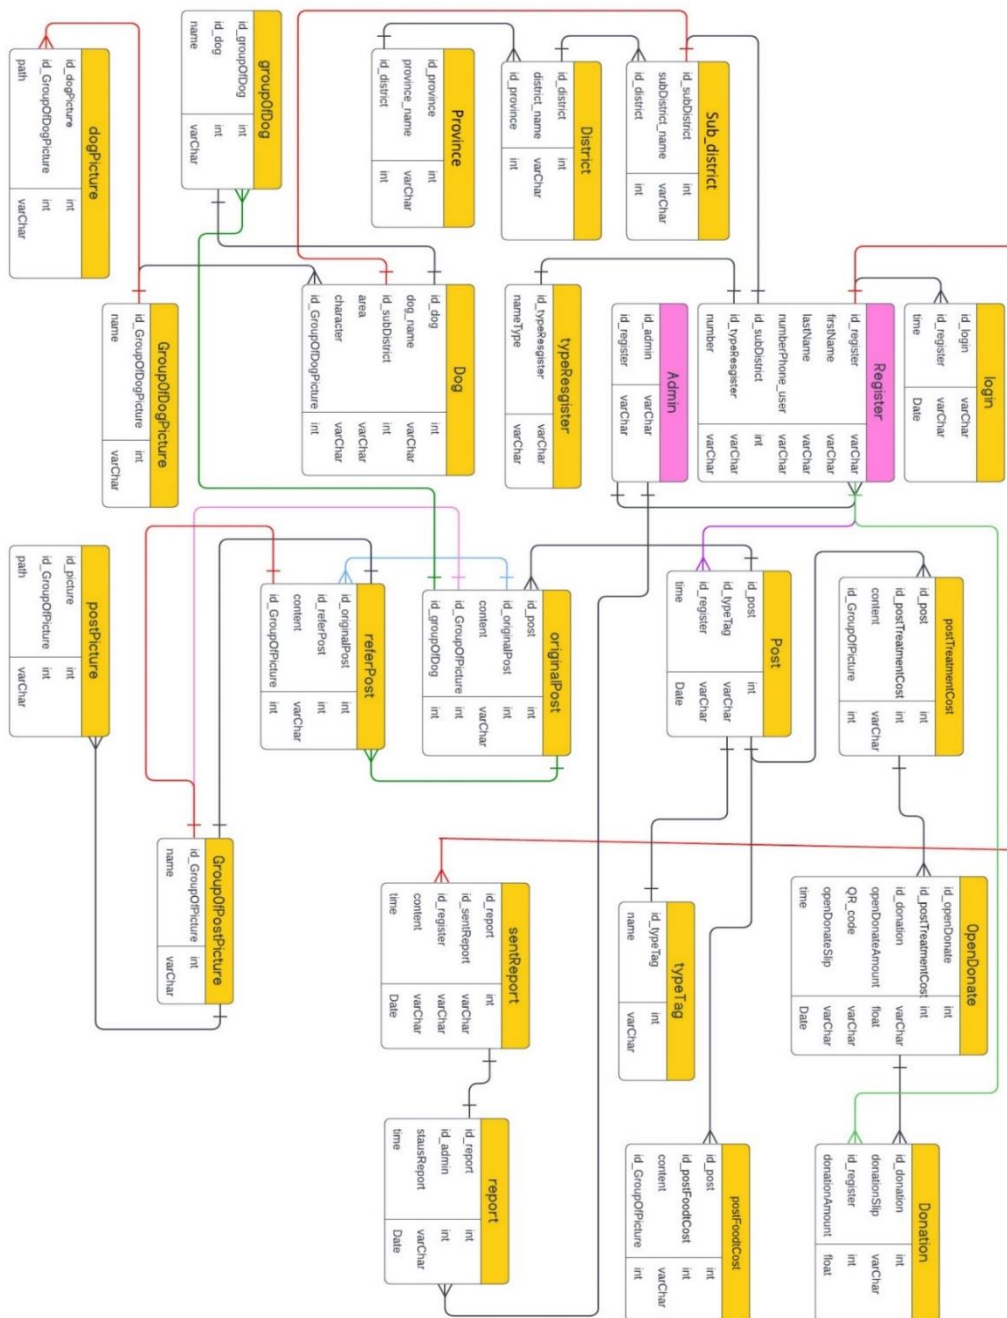 Sub_district
id_subDistrict int
subDistrict_name varChar
id_district int
District
id_district int
district_name varChar
id_province int
Province
id_province int
province_name varChar
id_district int
groupOfDog
id_groupOfDog int
id_dog int
name varChar
dogPicture
id_dogPicture int
id_GroupOfDogPicture int
path varChar
login
id_login varChar
id_register varChar
time Date
Register
id_register varChar
firstName varChar
lastName varChar
numberPhone_user varChar
id_subDistrict int
id_typeResgister varChar
number varChar
Admin
id_admin varChar
id_register varChar
typeResgister
id_typeResgister varChar
nameType varChar
Dog
id_dog int
dog_name varChar
id_subDistrict int
area varChar
character varChar
id_GroupOfDogPicture int
GroupOfDogPicture
id_GroupOfDogPicture int
name varChar
postTreatmentCost
id_post int
id_postTreatmentCost int
content varChar
id_GroupOfPicture int
Post
id_post int
id_typeTag varChar
id_register varChar
time Date
originalPost
id_post int
id_originalPost int
content varChar
id_GroupOfPicture int
id_groupOfDog int
referPost
id_originalPost int
id_referPost int
content varChar
id_GroupOfPicture int
postPicture
id_picture int
id_GroupOfPicture int
path varChar
OpenDonate
id_openDonate int
id_postTreatmentCost int
id_donation varChar
openDonateAmount float
QR_code varChar
openDonateSlip varChar
time Date
typeTag
id_typeTag int
name varChar
sentReport
id_report int
id_sentReport varChar
id_register varChar
content varChar
time Date
GroupOfPostPicture
id_GroupOfPicture int
name varChar
Donation
id_donation int
donationSlip varChar
id_register int
donationAmount float
postFoodtCost
id_post int
id_postFoodtCost int
content varChar
id_GroupOfPicture int
report
id_report int
id_admin int
stausReport varChar
time Date